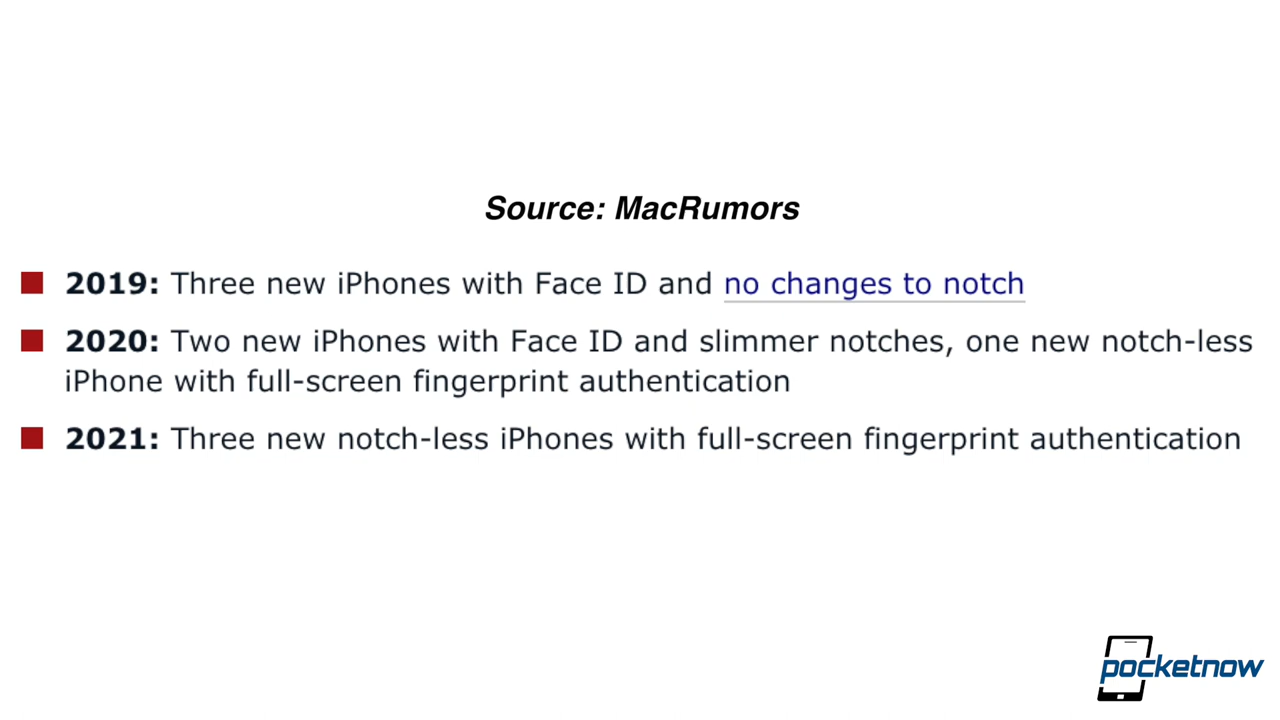 Source: MacRumors
2019: Three new iPhones with Face ID and no changes to notch
2020: Two new iPhones with Face ID and slimmer notches, one new notch-less
iPhone with full-screen fingerprint authentication
2021: Three new notch-less iPhones with full-screen fingerprint authentication
pocketnow